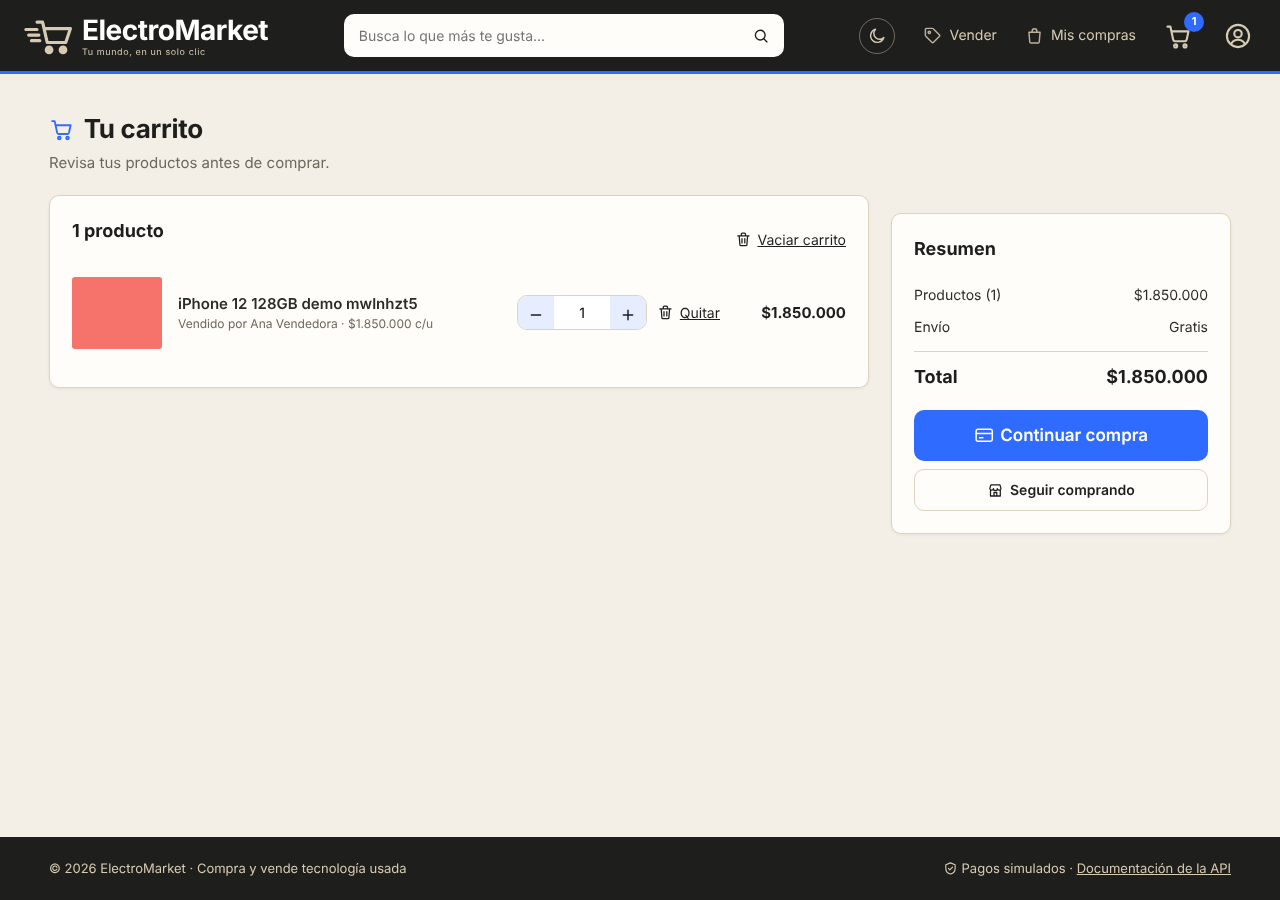 ElectroMarket
Tu mundo, en un solo clic
Busca lo que más te gusta...
Vender
Mis compras
1
Tu carrito
Revisa tus productos antes de comprar.
1 producto
Vaciar carrito
iPhone 12 128GB demo mwlnhzt5
Vendido por Ana Vendedora · $1.850.000 c/u
− 1 +
Quitar
$1.850.000
Resumen
Productos (1) $1.850.000
Envío Gratis
Total $1.850.000
Continuar compra
Seguir comprando
© 2026 ElectroMarket · Compra y vende tecnología usada
Pagos simulados · Documentación de la API